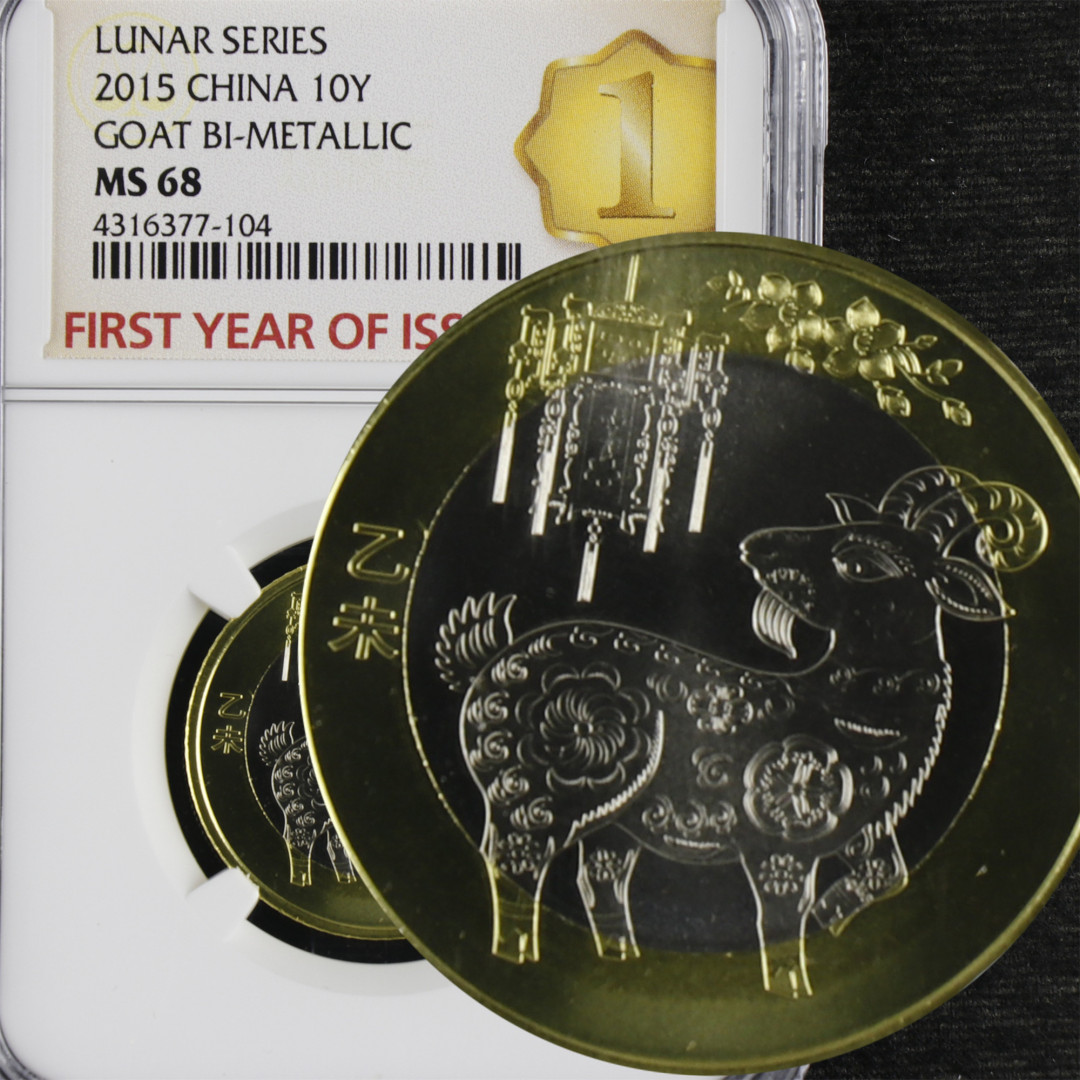 LUNAR SERIES
2015 CHINA 10Y
GOAT BI-METALLIC
MS 68
4316377-104
1
FIRST YEAR OF ISS
乙未
乙未